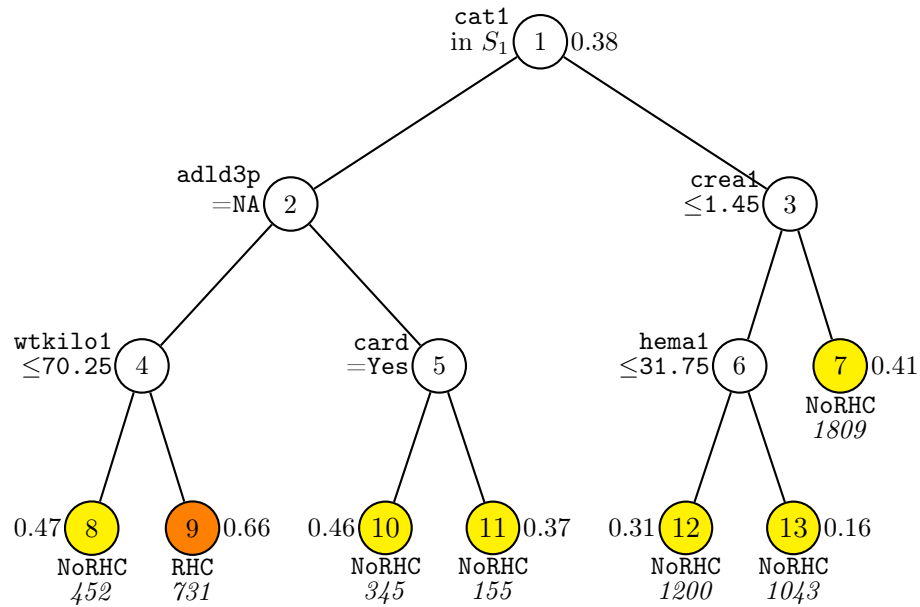 cat1
in S₁
1
0.38
adld3p
=NA
2
crea1
≤1.45
3
wtkilo1
≤70.25
4
card
=Yes
5
hema1
≤31.75
6
7
0.41
NoRHC
1809
0.47
8
NoRHC
452
9
0.66
RHC
731
0.46
10
NoRHC
345
11
0.37
NoRHC
155
0.31
12
NoRHC
1200
13
0.16
NoRHC
1043